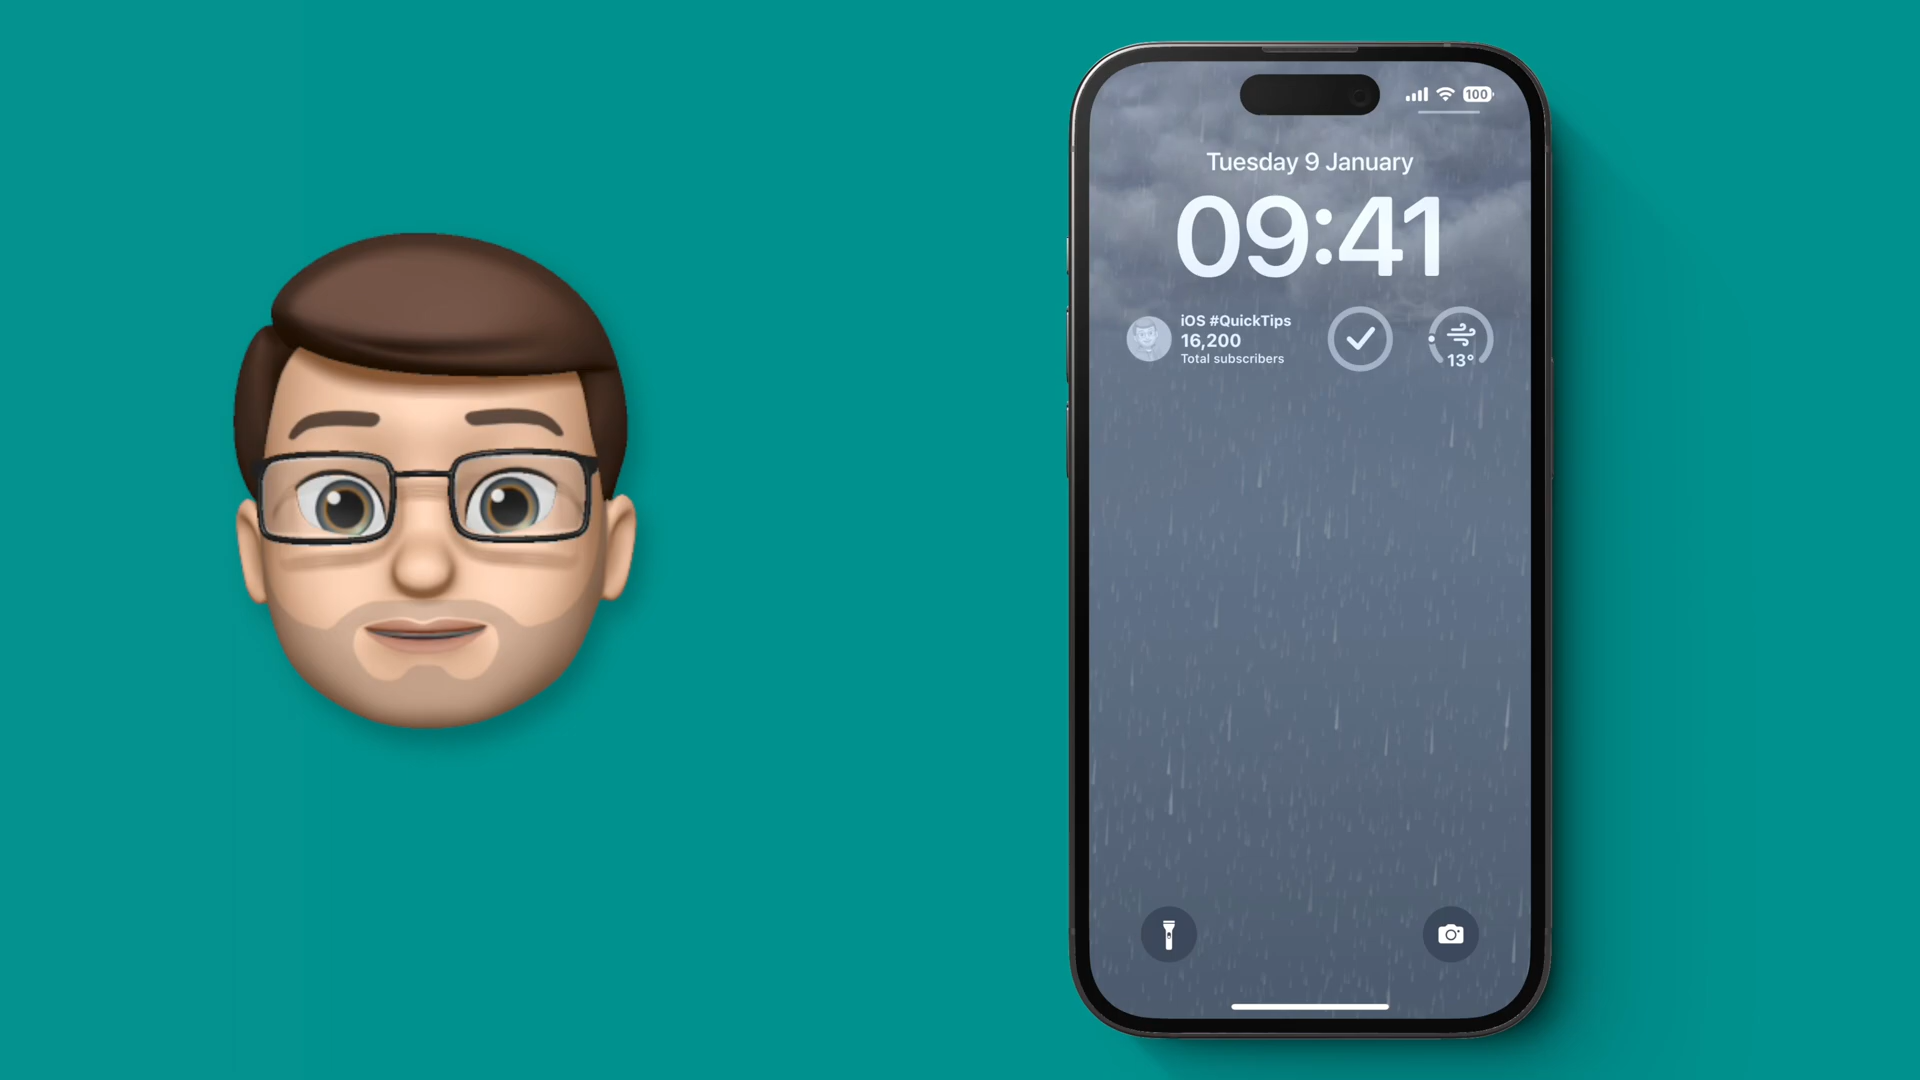 100
Tuesday 9 January
09:41
iOS #QuickTips
16,200
Total subscribers
13°